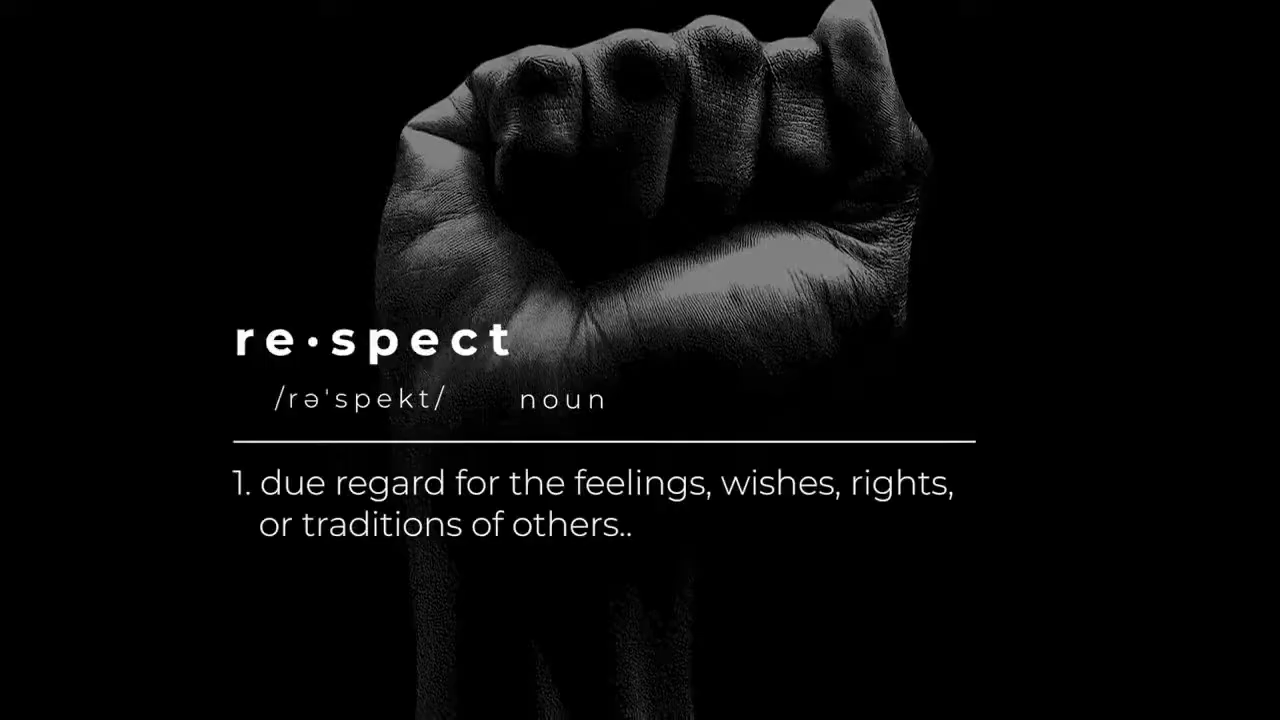 re·spect
/rəˈspekt/ noun
1. due regard for the feelings, wishes, rights,
or traditions of others..